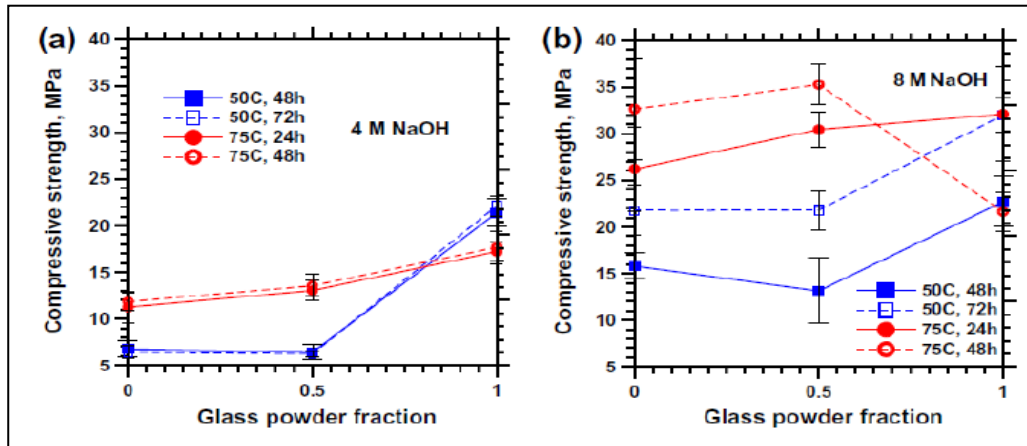 (a)
40
35
30
25
20
15
10
5
Compressive strength, MPa
50C, 48h
50C, 72h
75C, 24h
75C, 48h
4 M NaOH
0
0.5
1
Glass powder fraction
(b)
40
35
30
25
20
15
10
5
Compressive strength, MPa
8 M NaOH
50C, 48h
50C, 72h
75C, 24h
75C, 48h
0
0.5
1
Glass powder fraction